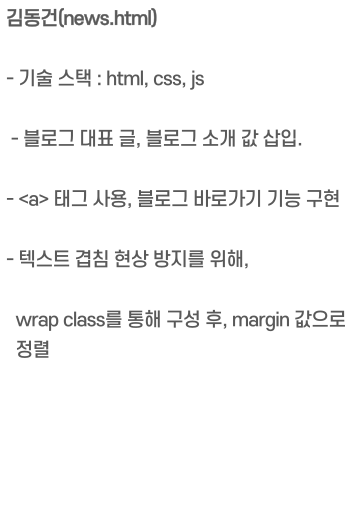 김동건(news.html)
- 기술 스택 : html, css, js
- 블로그 대표 글, 블로그 소개 값 삽입.
- <a> 태그 사용, 블로그 바로가기 기능 구현
- 텍스트 겹침 현상 방지를 위해,
wrap class를 통해 구성 후, margin 값으로
정렬